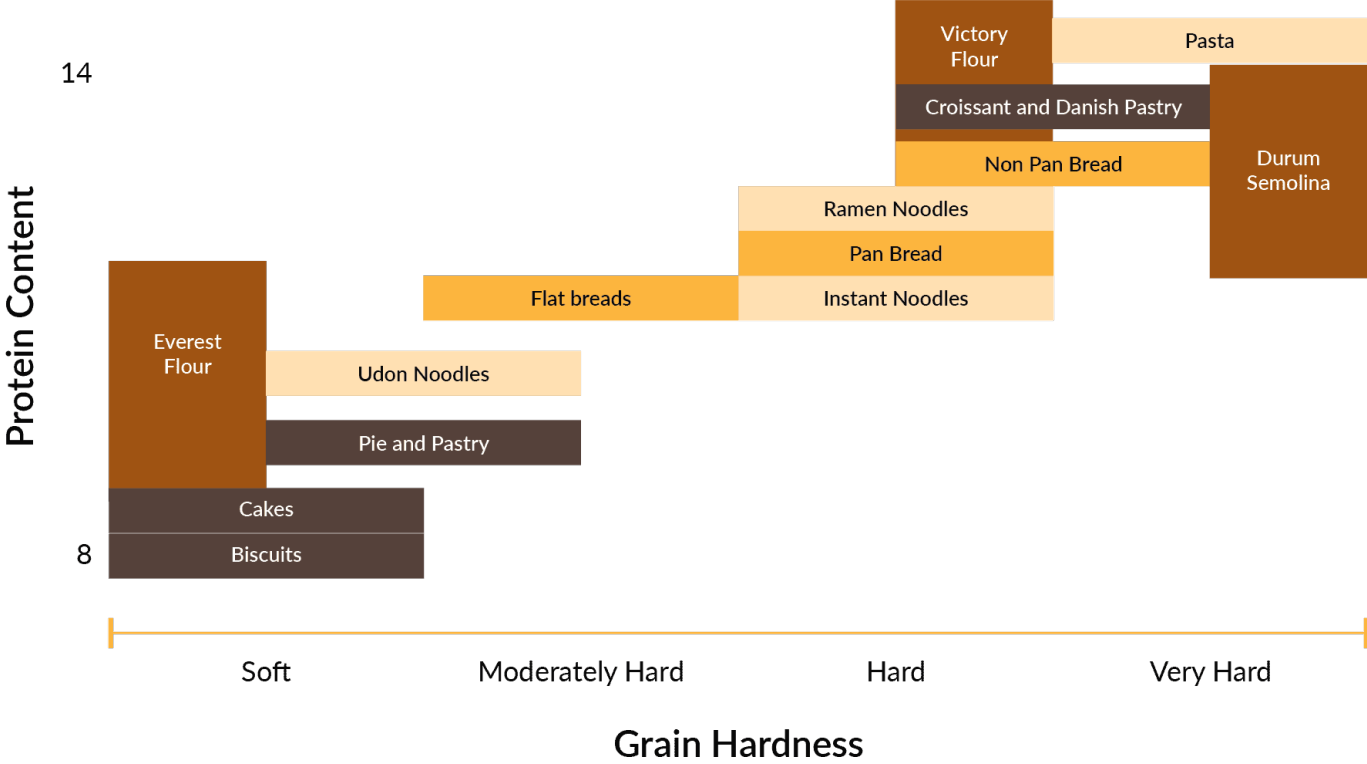 Victory
Flour
Pasta
14
Croissant and Danish Pastry
Non Pan Bread
Durum
Semolina
Ramen Noodles
Pan Bread
Flat breads
Instant Noodles
Protein Content
Everest
Flour
Udon Noodles
Pie and Pastry
Cakes
8
Biscuits
Soft
Moderately Hard
Hard
Very Hard
Grain Hardness